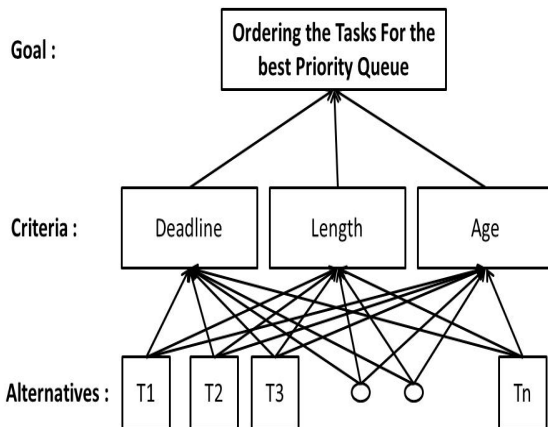 Goal :
Ordering the Tasks For the
best Priority Queue
Criteria :
Deadline
Length
Age
Alternatives :
T1
T2
T3
Tn